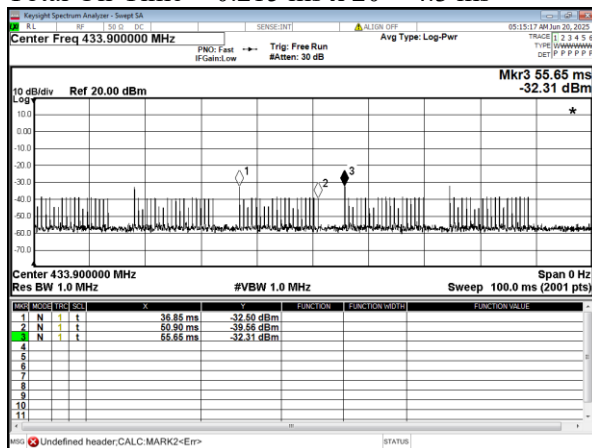 Keysight Spectrum Analyzer - Swept SA
RL RF 50 Ω DC SENSE:INT ALIGN OFF 05:15:17 AM Jun 20, 2025
Center Freq 433.900000 MHz
PNO: Fast
IFGain:Low
Trig: Free Run
#Atten: 30 dB
Avg Type: Log-Pwr
TRACE 1 2 3 4 5 6
TYPE
DET P P P P P
Mkr3 55.65 ms
-32.31 dBm
10 dB/div Ref 20.00 dBm
Log
10.0
0.00
-10.0
-20.0
-30.0
-40.0
-50.0
-60.0
-70.0
1
2
3
*
Center 433.900000 MHz Span 0 Hz
Res BW 1.0 MHz #VBW 1.0 MHz Sweep 100.0 ms (2001 pts)
MKR MODE TRC SCL X Y FUNCTION FUNCTION WIDTH FUNCTION VALUE
1 N 1 t 36.85 ms -32.50 dBm
2 N 1 t 50.90 ms -39.56 dBm
3 N 1 t 55.65 ms -32.31 dBm
4
5
6
7
8
9
10
11
MSG Undefined header;CALC:MARK2<Err> STATUS